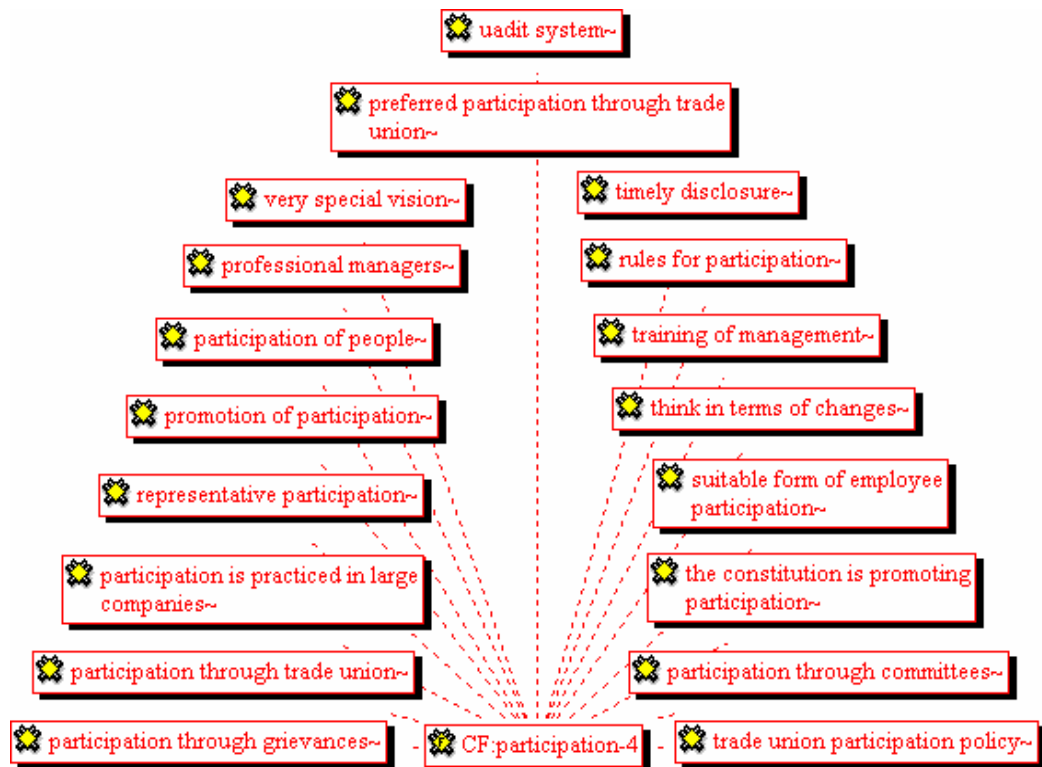 uadit system~
preferred participation through trade
union~
very special vision~
timely disclosure~
professional managers~
rules for participation~
participation of people~
training of management~
promotion of participation~
think in terms of changes~
representative participation~
suitable form of employee
participation~
participation is practiced in large
companies~
the constitution is promoting
participation~
participation through trade union~
participation through committees~
participation through grievances~
CF:participation-4
trade union participation policy~